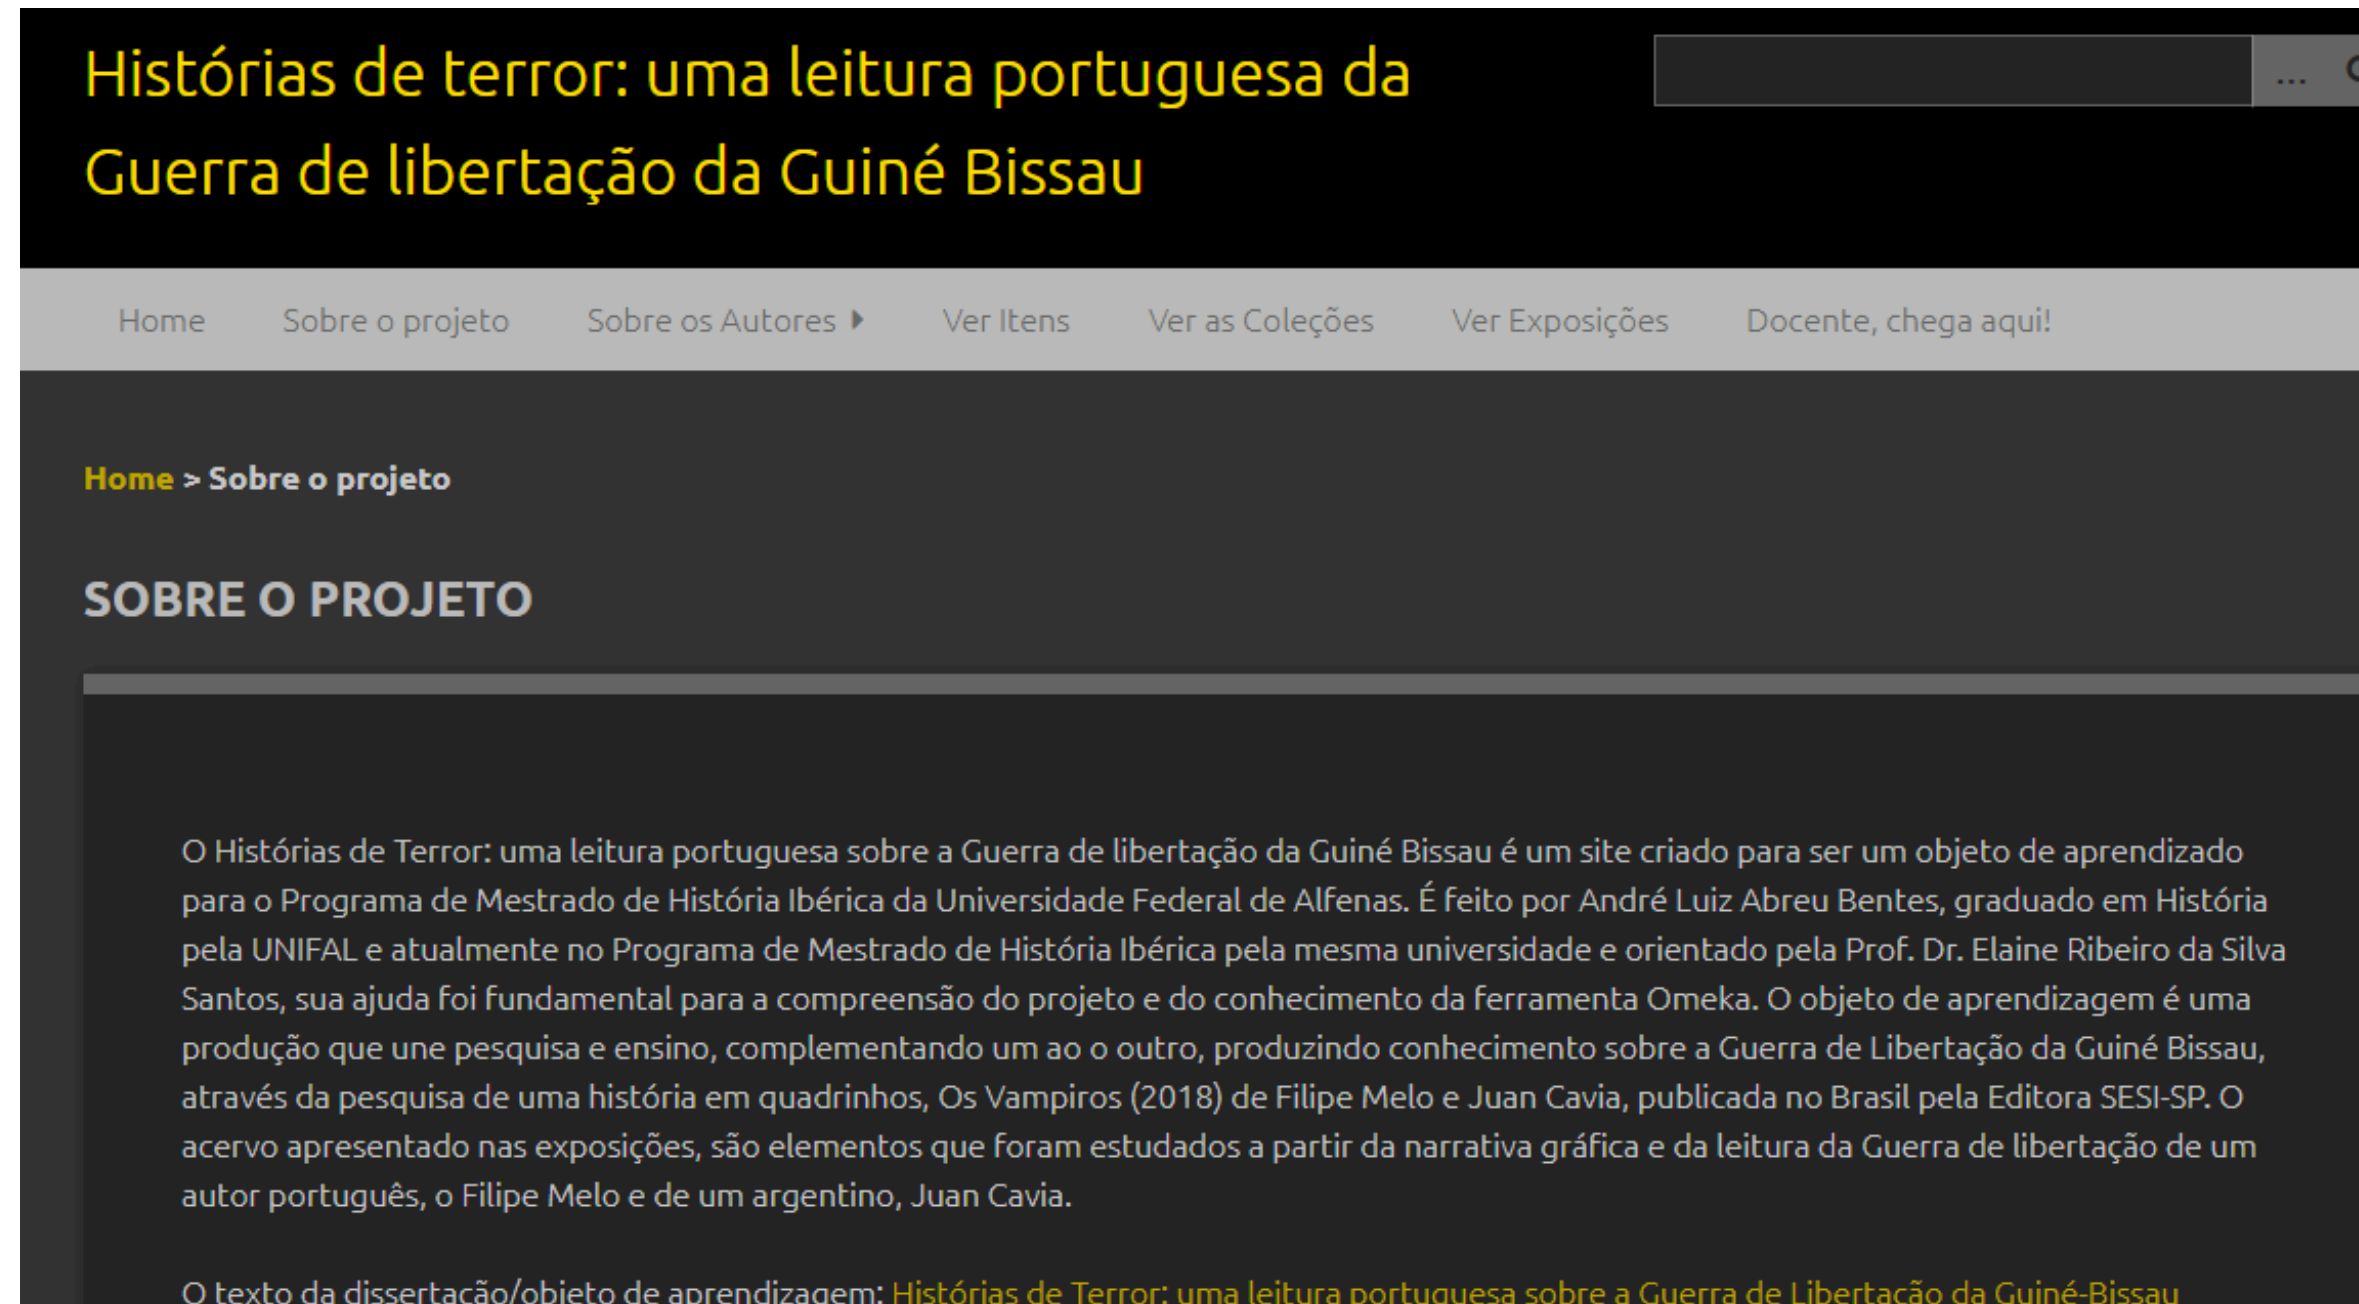 Histórias de terror: uma leitura portuguesa da
Guerra de libertação da Guiné Bissau
...
Home Sobre o projeto Sobre os Autores Ver Itens Ver as Coleções Ver Exposições Docente, chega aqui!
Home > Sobre o projeto
SOBRE O PROJETO
O Histórias de Terror: uma leitura portuguesa sobre a Guerra de libertação da Guiné Bissau é um site criado para ser um objeto de aprendizado
para o Programa de Mestrado de História Ibérica da Universidade Federal de Alfenas. É feito por André Luiz Abreu Bentes, graduado em História
pela UNIFAL e atualmente no Programa de Mestrado de História Ibérica pela mesma universidade e orientado pela Prof. Dr. Elaine Ribeiro da Silva
Santos, sua ajuda foi fundamental para a compreensão do projeto e do conhecimento da ferramenta Omeka. O objeto de aprendizagem é uma
produção que une pesquisa e ensino, complementando um ao o outro, produzindo conhecimento sobre a Guerra de Libertação da Guiné Bissau,
através da pesquisa de uma história em quadrinhos, Os Vampiros (2018) de Filipe Melo e Juan Cavia, publicada no Brasil pela Editora SESI-SP. O
acervo apresentado nas exposições, são elementos que foram estudados a partir da narrativa gráfica e da leitura da Guerra de libertação de um
autor português, o Filipe Melo e de um argentino, Juan Cavia.
O texto da dissertação/objeto de aprendizagem: Histórias de Terror: uma leitura portuguesa sobre a Guerra de Libertação da Guiné-Bissau